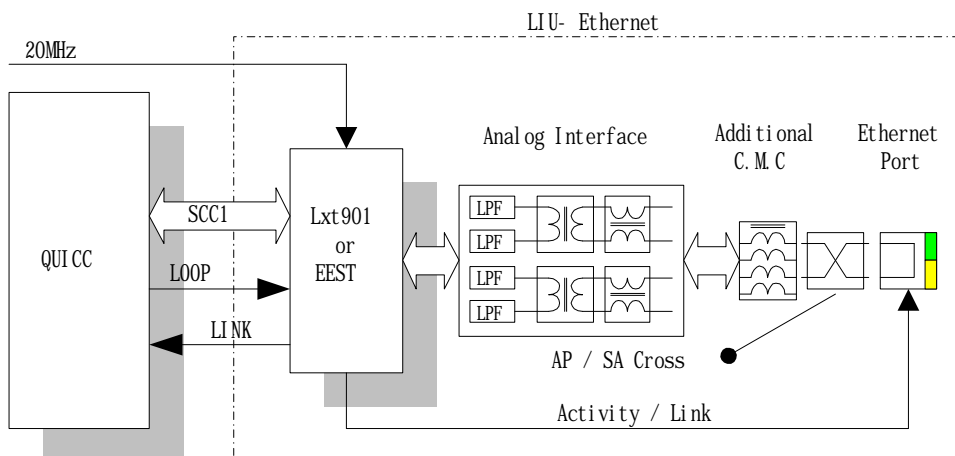 LIU- Ethernet
20MHz
Analog Interface
Additional
C.M.C
Ethernet
Port
QUICC
SCC1
LOOP
LINK
Lxt901
or
EEST
LPF
LPF
LPF
LPF
AP / SA Cross
Activity / Link